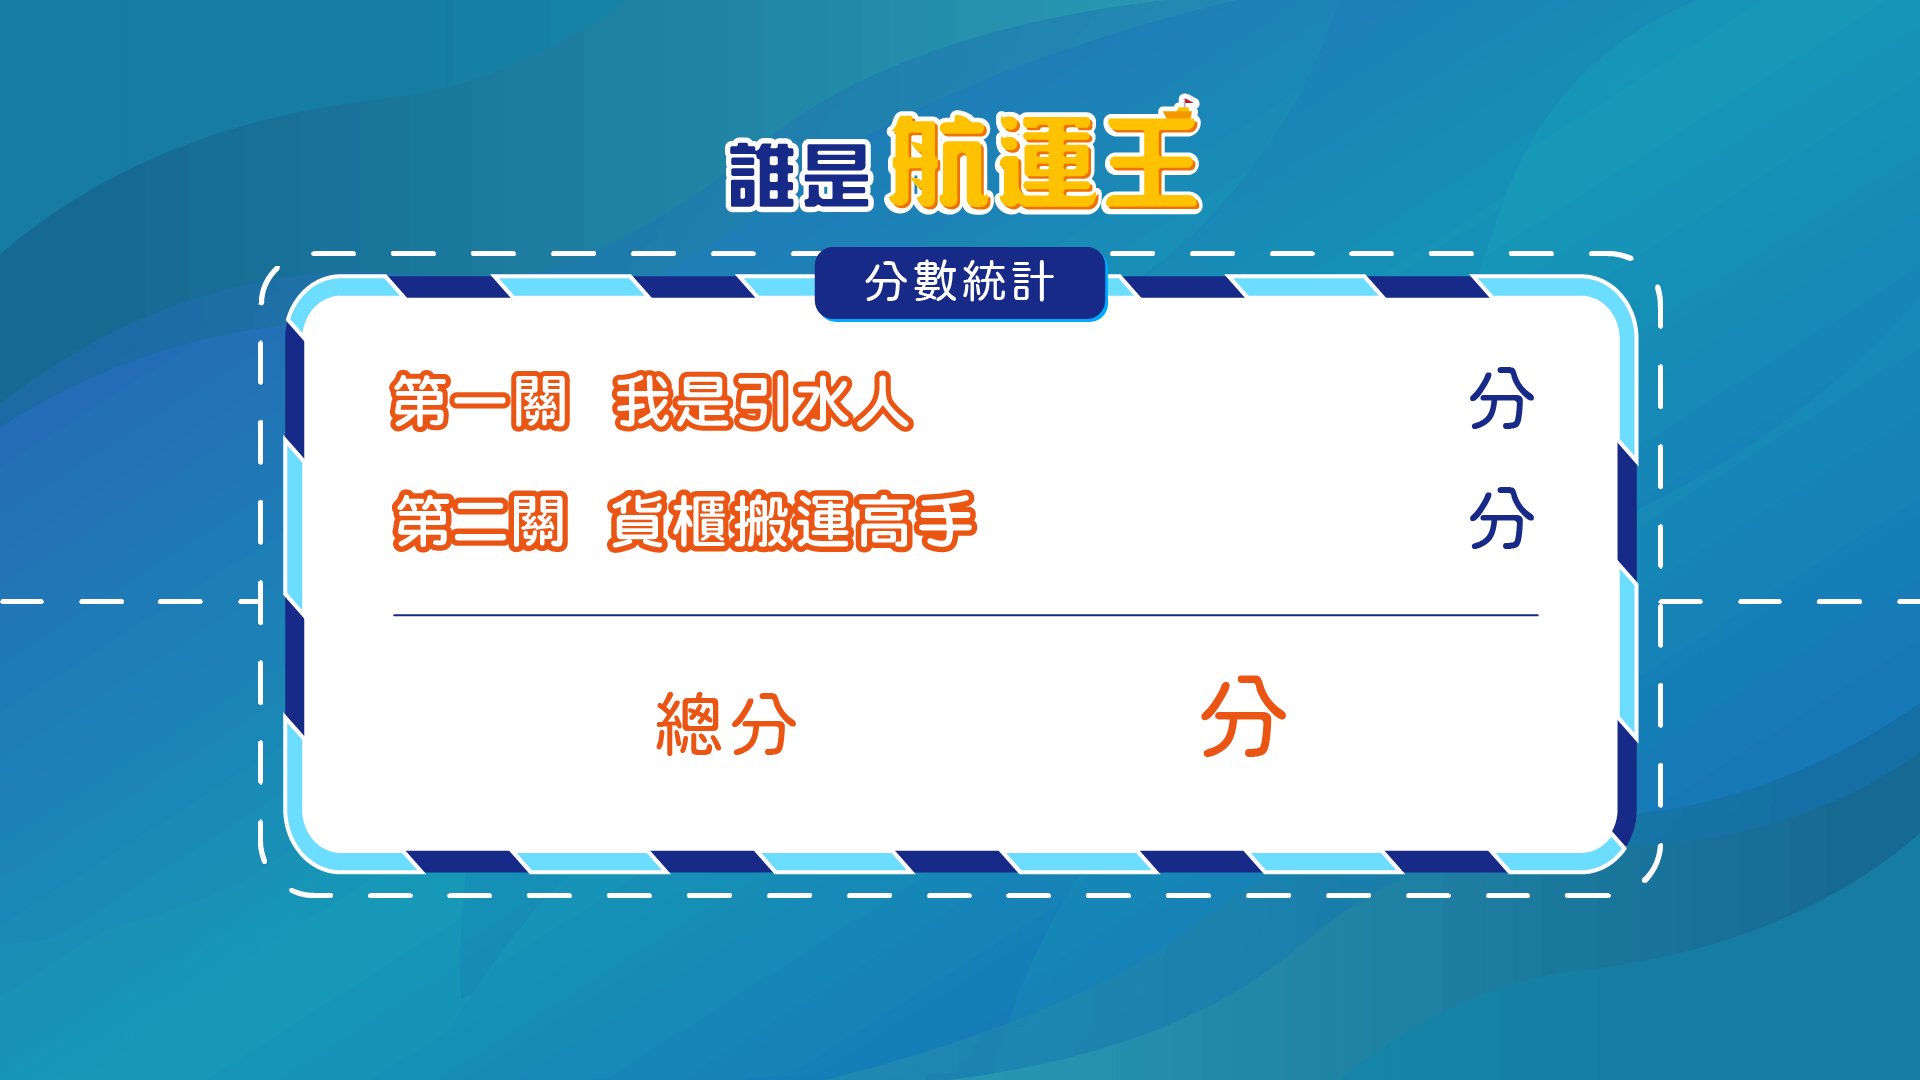 誰是航運王
分數統計
第一關 我是引水人 分
第二關 貨櫃搬運高手 分
總分 分